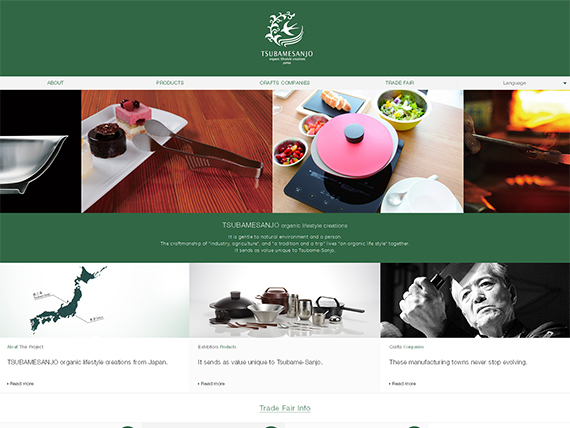 TSUBAMESANJO
organic lifestyle creations
ABOUT
PRODUCTS
CRAFTS COMPANIES
TRADE FAIR
Language
TSUBAMESANJO organic lifestyle creations
It is gentle to natural environment and a person.
The craftmanship of "industry, agriculture", and "a tradition and a trip" lives "an organic life style" together.
It sends as value unique to Tsubame-Sanjo.
About The Project
TSUBAMESANJO organic lifestyle creations from Japan.
Read more
Exhibitors Products
It sends as value unique to Tsubame-Sanjo.
Read more
Crafts Companies
These manufacturing towns never stop evolving.
Read more
Trade Fair Info